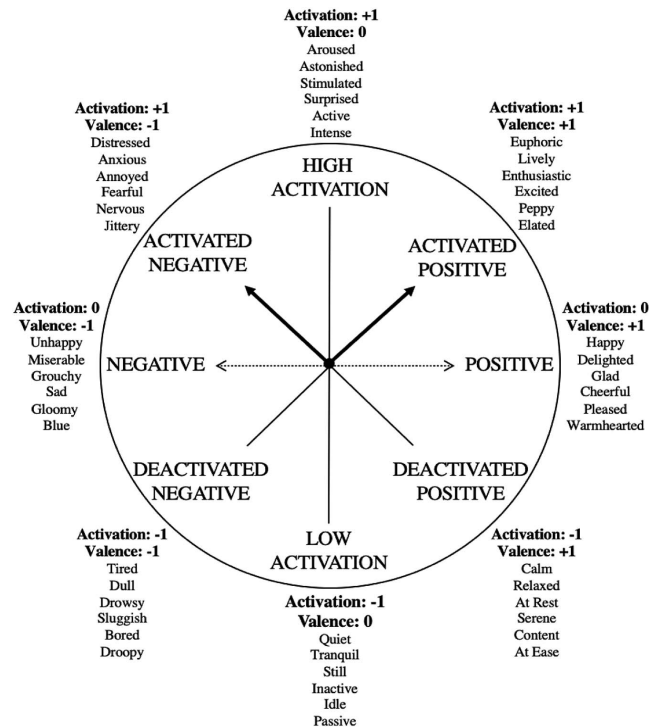 Activation: +1
Valence: 0
Aroused
Astonished
Stimulated
Surprised
Active
Intense
Activation: +1
Valence: -1
Distressed
Anxious
Annoyed
Fearful
Nervous
Jittery
Activation: +1
Valence: +1
Euphoric
Lively
Enthusiastic
Excited
Peppy
Elated
HIGH
ACTIVATION
ACTIVATED
NEGATIVE
ACTIVATED
POSITIVE
Activation: 0
Valence: -1
Unhappy
Miserable
Grouchy
Sad
Gloomy
Blue
NEGATIVE
POSITIVE
Activation: 0
Valence: +1
Happy
Delighted
Glad
Cheerful
Pleased
Warmhearted
DEACTIVATED
NEGATIVE
DEACTIVATED
POSITIVE
LOW
ACTIVATION
Activation: -1
Valence: -1
Tired
Dull
Drowsy
Sluggish
Bored
Droopy
Activation: -1
Valence: 0
Quiet
Tranquil
Still
Inactive
Idle
Passive
Activation: -1
Valence: +1
Calm
Relaxed
At Rest
Serene
Content
At Ease